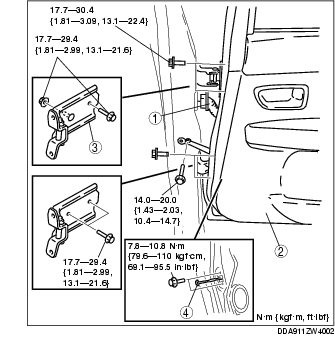 17.7—30.4
{1.81—3.09, 13.1—22.4}
17.7—29.4
{1.81—2.99, 13.1—21.6}
1
3
14.0—20.0
{1.43—2.03,
10.4—14.7}
2
7.8—10.8 N·m
{79.6—110 kgf·cm,
69.1—95.5 in·lbf}
17.7—29.4
{1.81—2.99,
13.1—21.6}
4
N·m {kgf·m, ft·lbf}
DDA911ZW4002